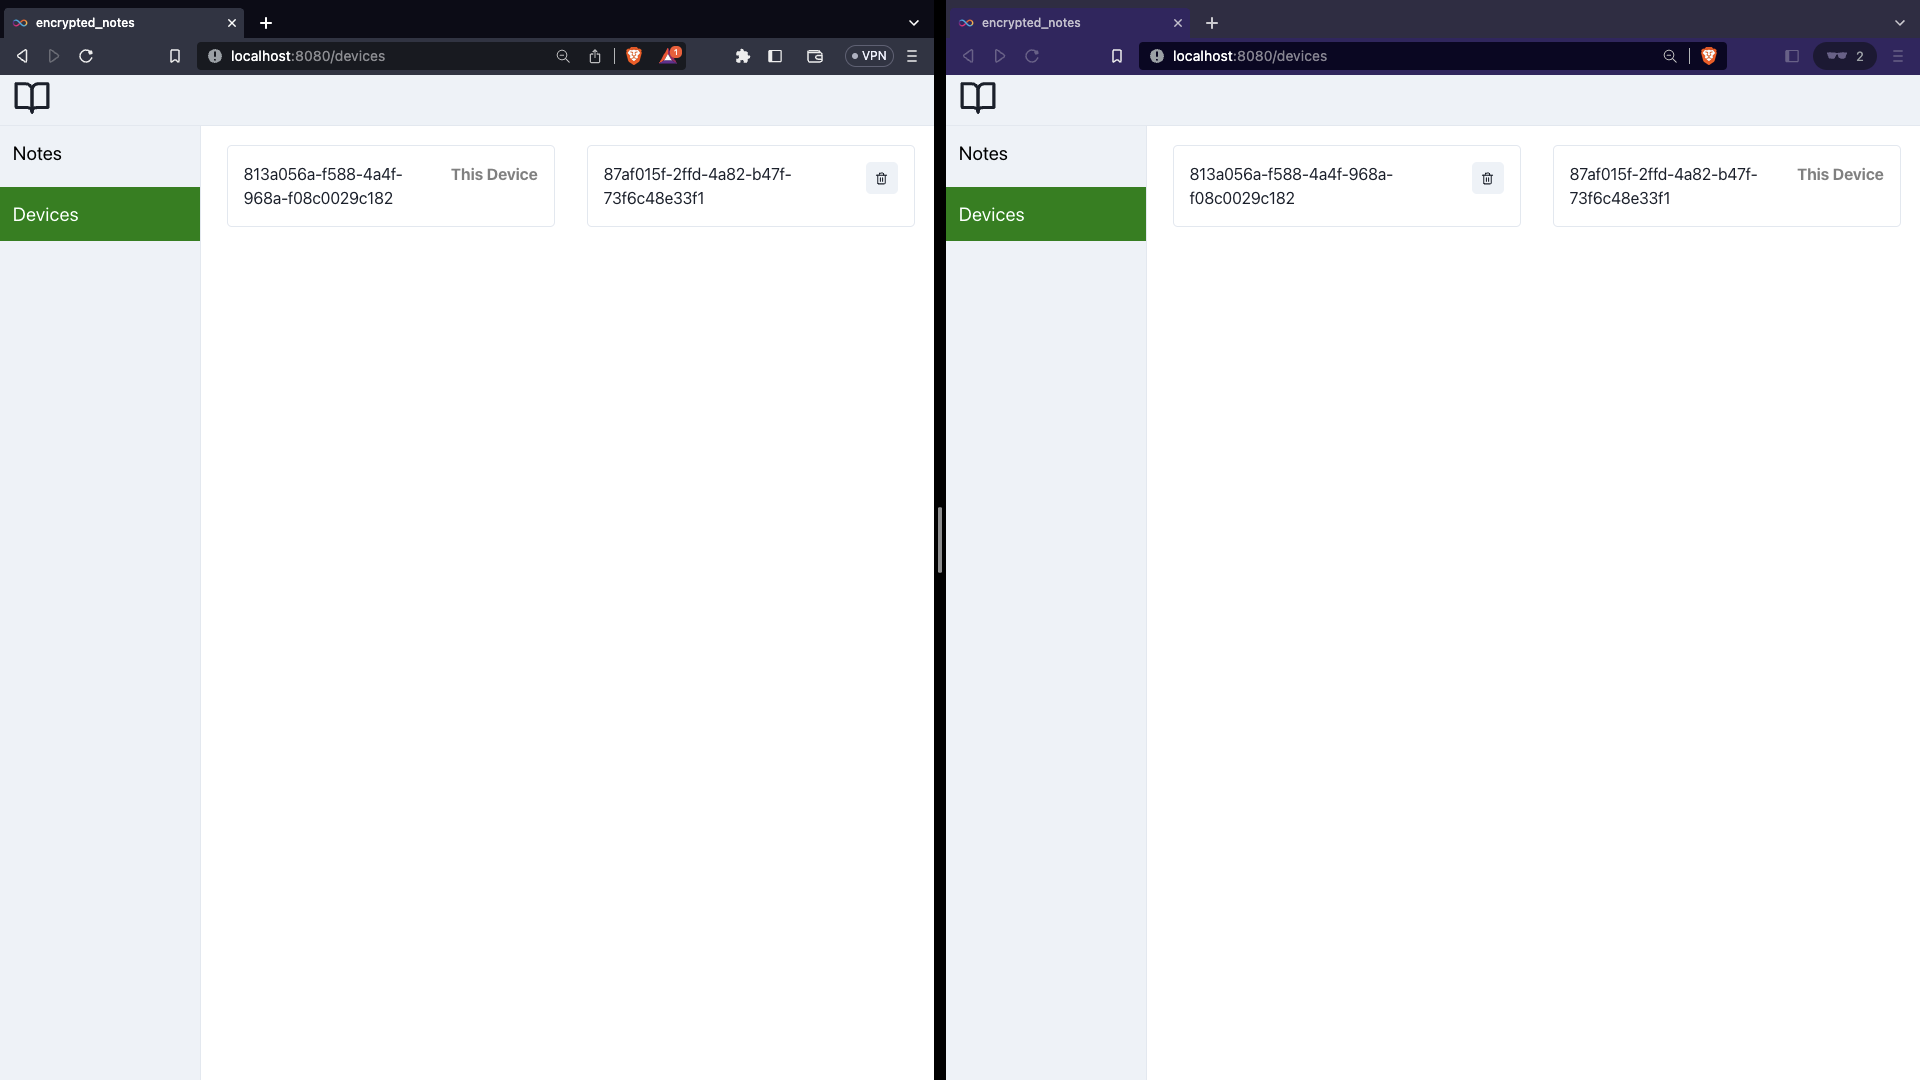 encrypted_notes
localhost:8080/devices
1
VPN
Notes
Devices
813a056a-f588-4a4f-
968a-f08c0029c182
This Device
87af015f-2ffd-4a82-b47f-
73f6c48e33f1
encrypted_notes
localhost:8080/devices
2
Notes
Devices
813a056a-f588-4a4f-968a-
f08c0029c182
87af015f-2ffd-4a82-b47f-
73f6c48e33f1
This Device